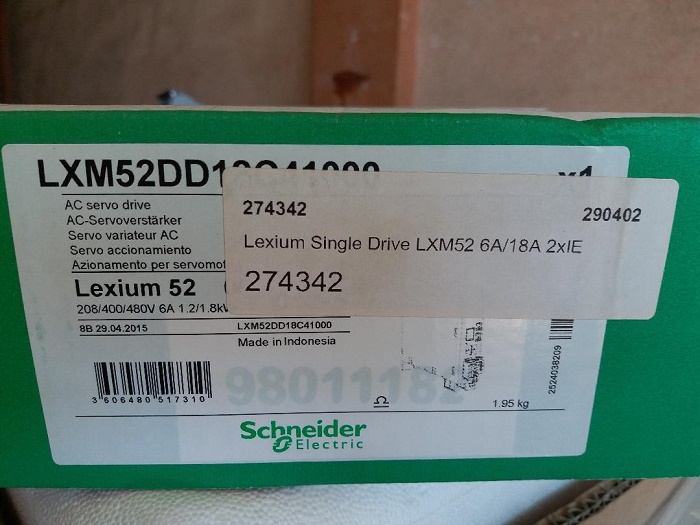 LXM52DD18C41000
x1
AC servo drive
AC-Servoverstärker
Servo variateur AC
Servo accionamiento
Azionamento per servomot
274342
290402
Lexium Single Drive LXM52 6A/18A 2xIE
274342
Lexium 52
208/400/480V 6A 1.2/1.8k
8B 29.04.2015
LXM52DD18C41000
Made in Indonesia
3 606480 517310
2524038209
1.95 kg
Schneider
Electric